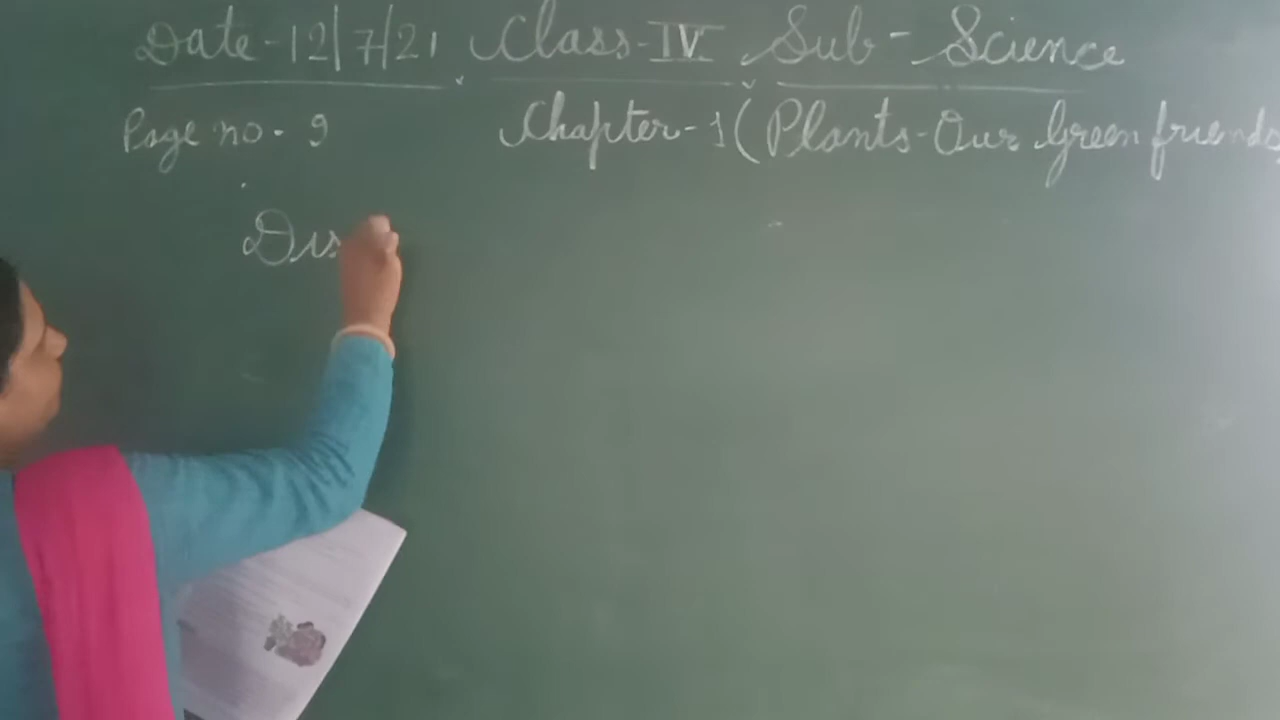 Date-12/7/21 Class-IV Sub-Science
Page no. 9 Chapter-1 (Plants-Our Green friends
Dis